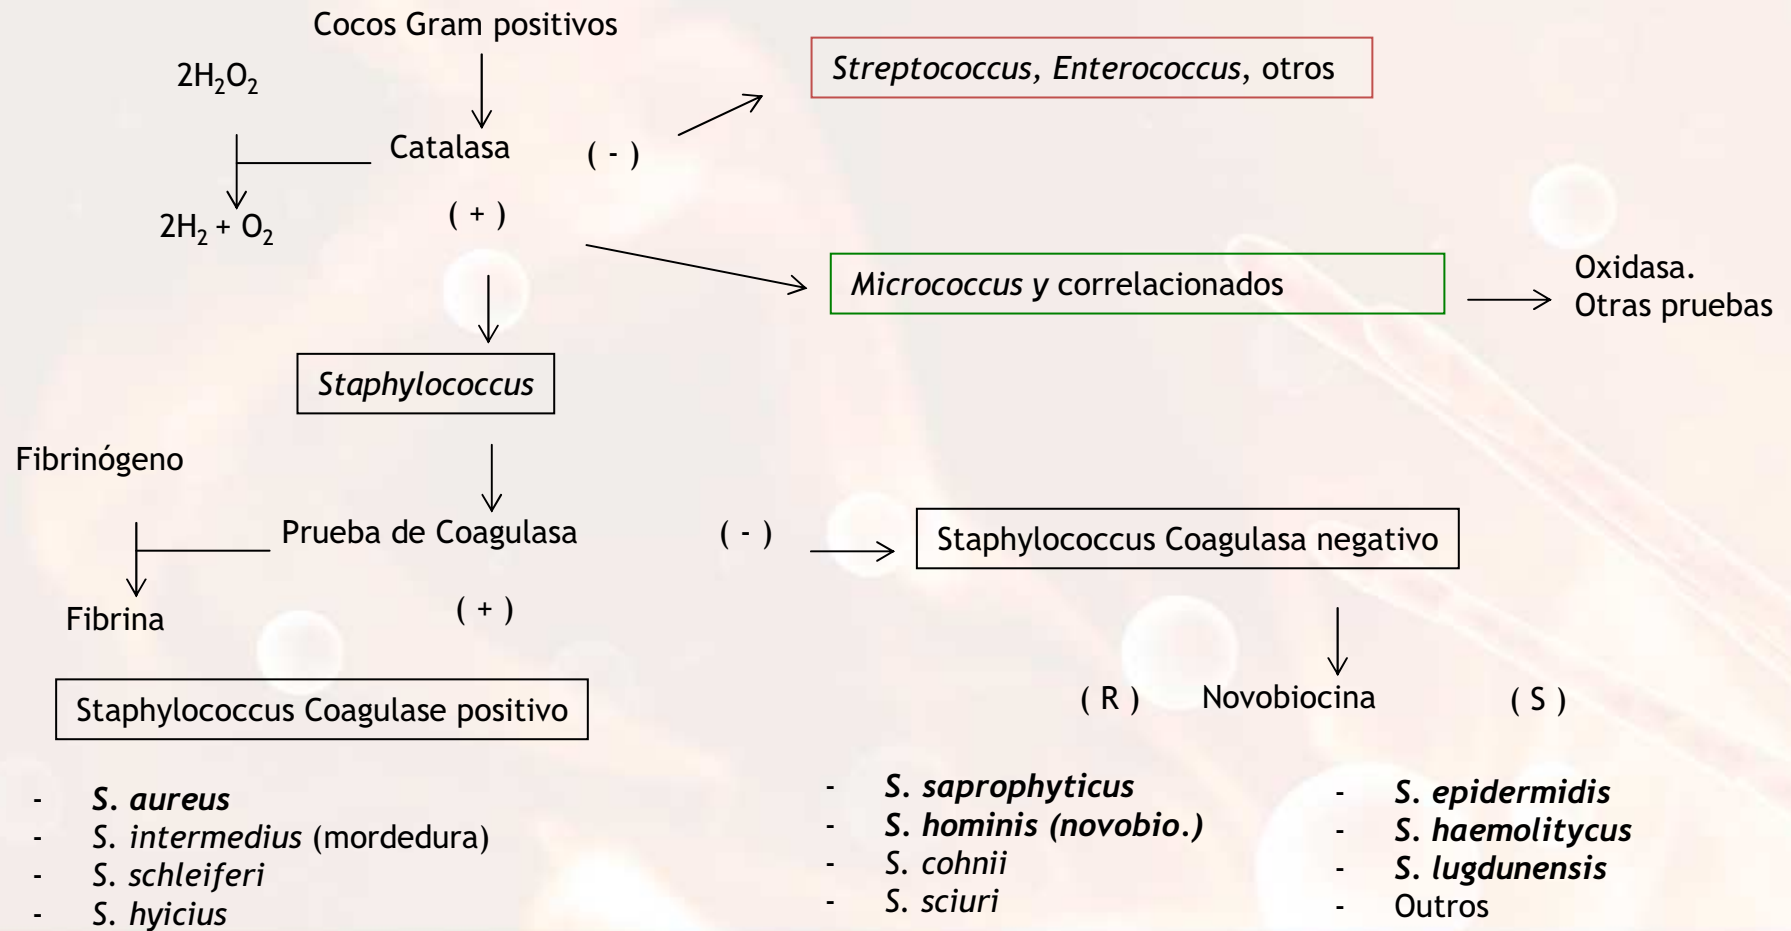 Cocos Gram positivos
2H₂O₂
Streptococcus, Enterococcus, otros
Catalasa
( - )
( + )
2H₂ + O₂
Micrococcus y correlacionados
Oxidasa.
Otras pruebas
Staphylococcus
Fibrinógeno
Prueba de Coagulasa
( - )
Staphylococcus Coagulasa negativo
Fibrina
( + )
Staphylococcus Coagulase positivo
( R )
Novobiocina
( S )
- S. aureus
- S. intermedius (mordedura)
- S. schleiferi
- S. hyicius
- S. saprophyticus
- S. hominis (novobio.)
- S. cohnii
- S. sciuri
- S. epidermidis
- S. haemolitycus
- S. lugdunensis
- Outros